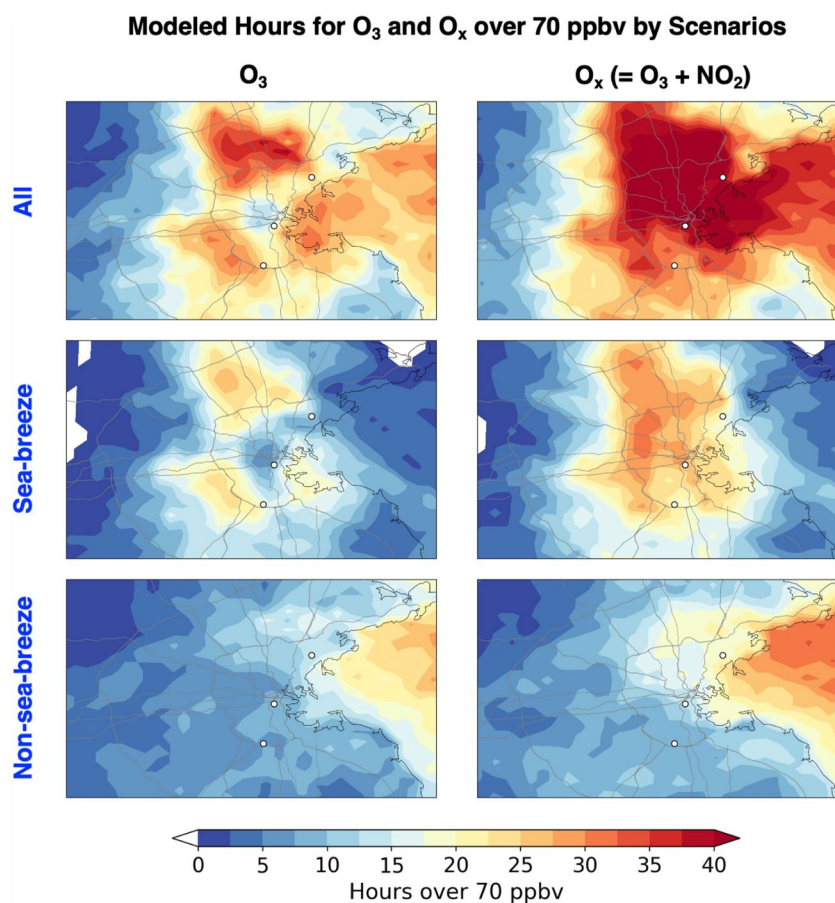 Modeled Hours for O₃ and Oₓ over 70 ppbv by Scenarios
O₃
Oₓ (= O₃ + NO₂)
All
Sea-breeze
Non-sea-breeze
0 5 10 15 20 25 30 35 40
Hours over 70 ppbv